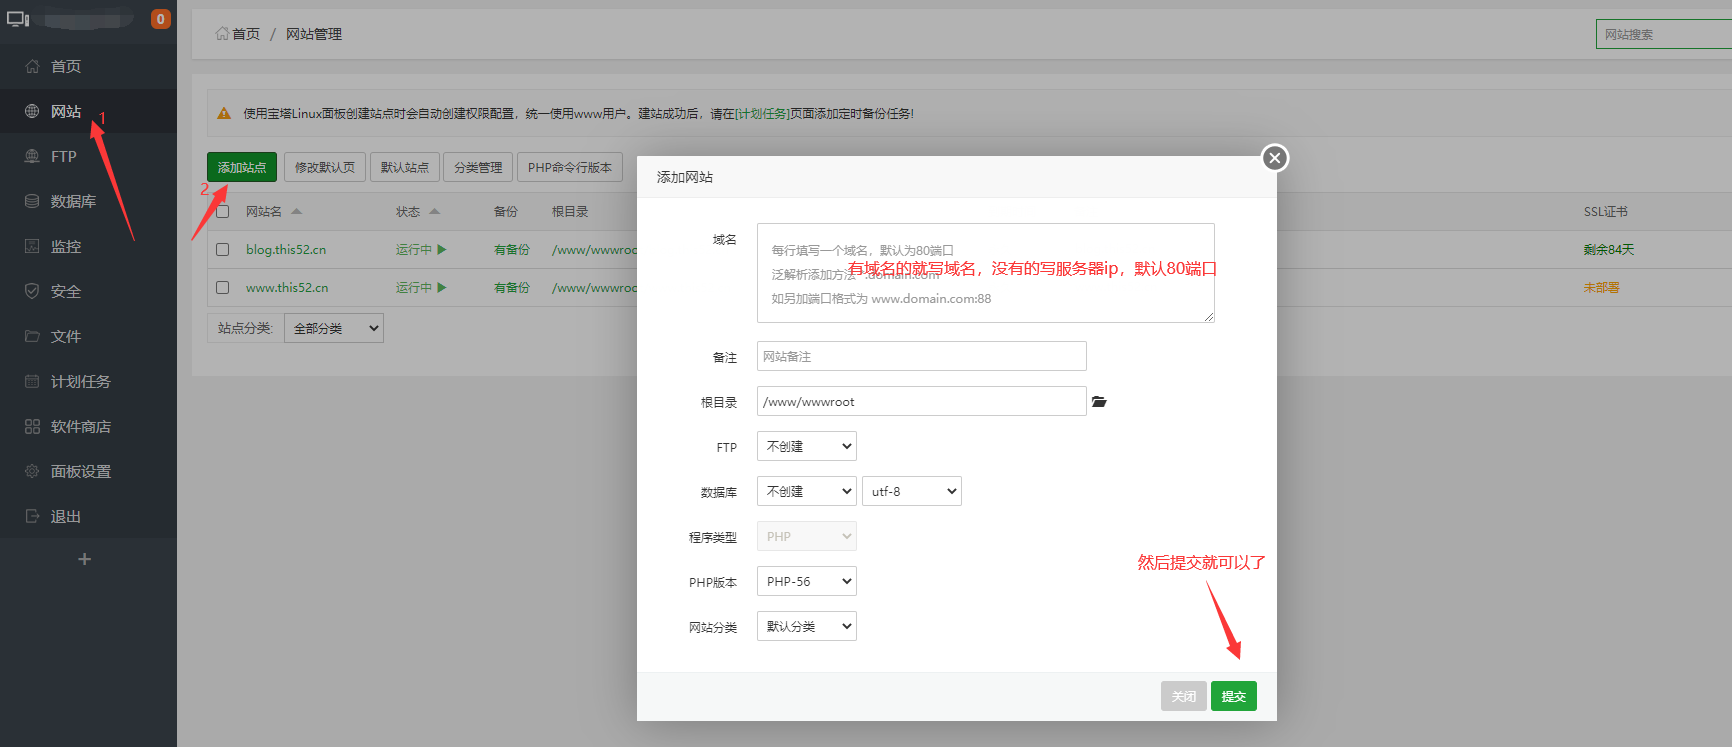 0
首页
网站
1
FTP
数据库
监控
安全
文件
计划任务
软件商店
面板设置
退出
+
首页 / 网站管理
网站搜索
使用宝塔Linux面板创建站点时会自动创建权限配置，统一使用www用户。建站成功后，请在[计划任务]页面添加定时备份任务!
添加站点 修改默认页 默认站点 分类管理 PHP命令行版本
2
网站名 状态 备份 根目录 SSL证书
blog.this52.cn 运行中 有备份 /www/wwwroo 剩余84天
www.this52.cn 运行中 有备份 /www/wwwroo 未部署
站点分类: 全部分类
添加网站
域名
每行填写一个域名，默认为80端口
泛解析添加方法 *.domain.com
如另加端口格式为 www.domain.com:88
有域名的就写域名，没有的写服务器ip，默认80端口
备注 网站备注
根目录 /www/wwwroot
FTP 不创建
数据库 不创建 utf-8
程序类型 PHP
PHP版本 PHP-56
网站分类 默认分类
然后提交就可以了
关闭 提交